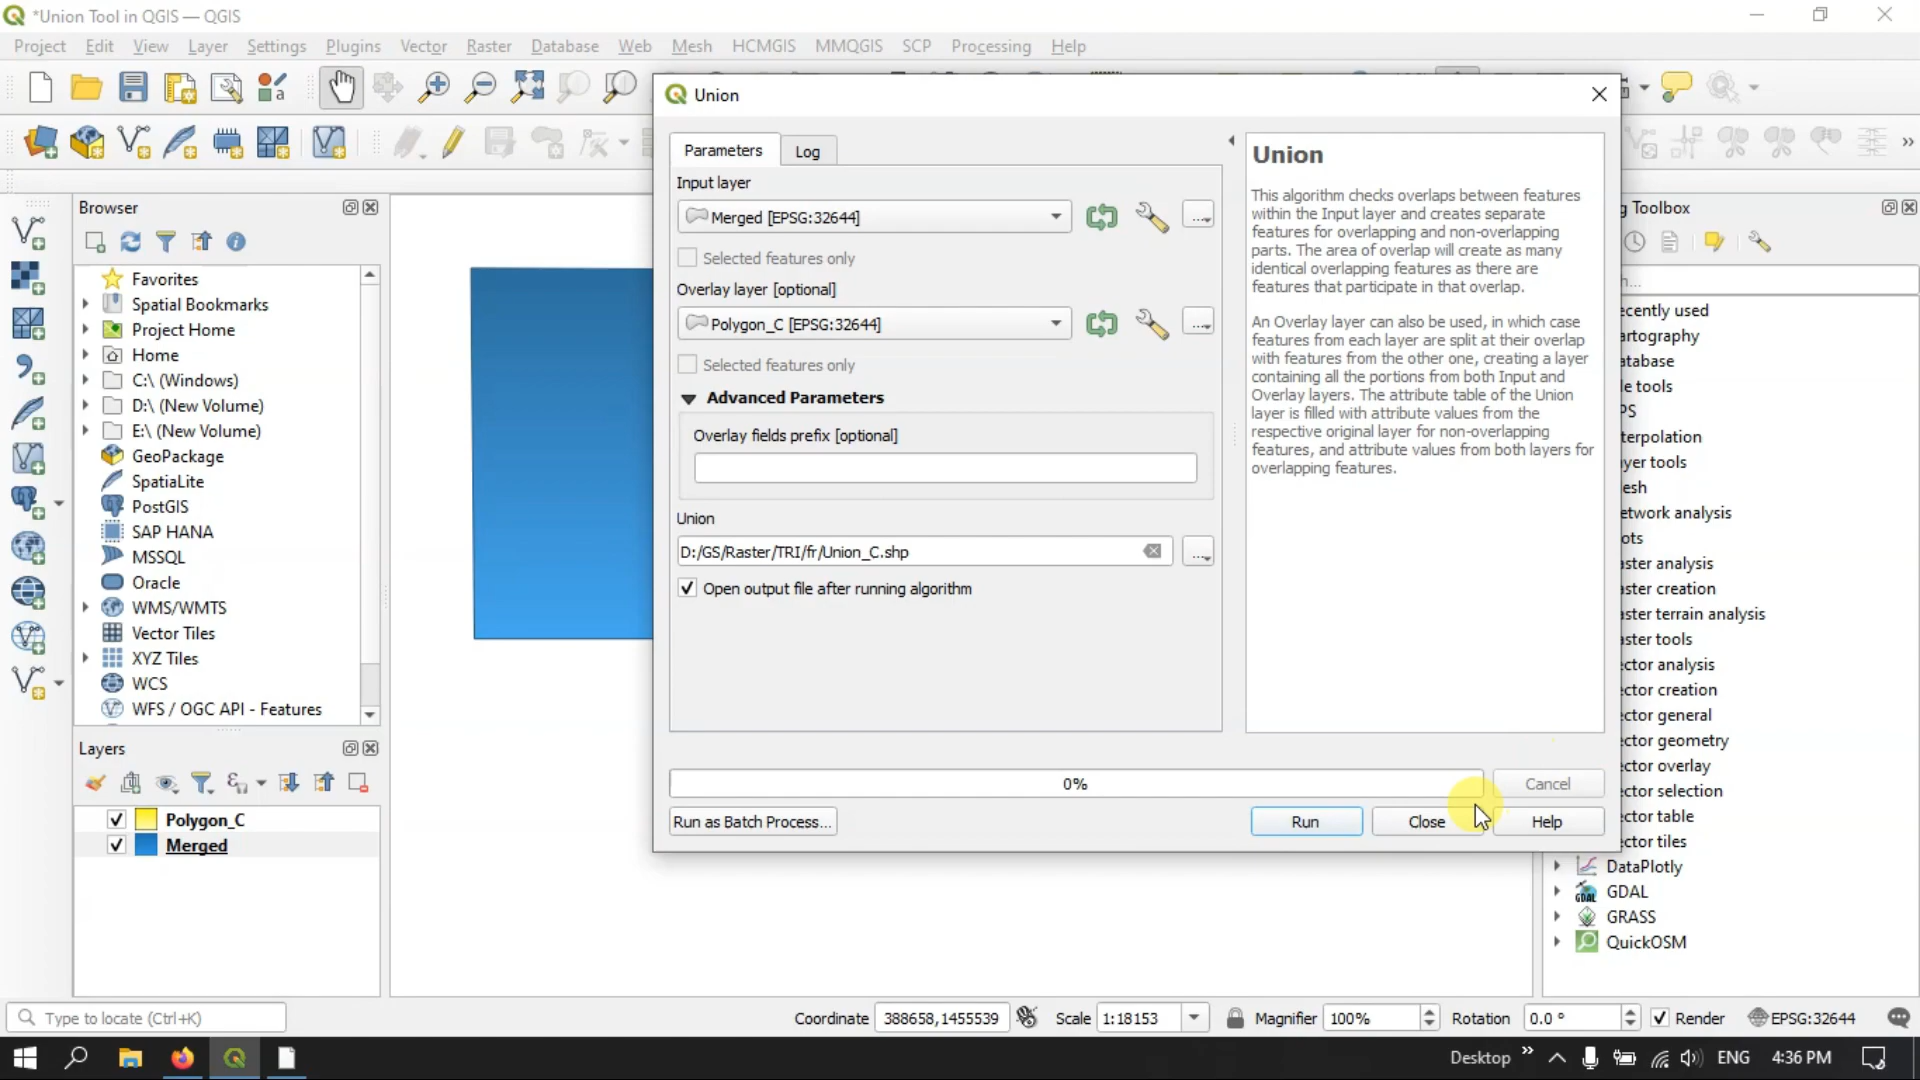 *Union Tool in QGIS — QGIS
Project Edit View Layer Settings Plugins Vector Raster Database Web Mesh HCMGIS MMQGIS SCP Processing Help
Union
Parameters
Log
Input layer
Merged [EPSG:32644]
Selected features only
Overlay layer [optional]
Polygon_C [EPSG:32644]
Selected features only
Advanced Parameters
Overlay fields prefix [optional]
Union
D:/GS/Raster/TRI/fr/Union_C.shp
Open output file after running algorithm
0%
Cancel
Run as Batch Process...
Run
Close
Help
Union
This algorithm checks overlaps between features
within the Input layer and creates separate
features for overlapping and non-overlapping
parts. The area of overlap will create as many
identical overlapping features as there are
features that participate in that overlap.
An Overlay layer can also be used, in which case
features from each layer are split at their overlap
with features from the other one, creating a layer
containing all the portions from both Input and
Overlay layers. The attribute table of the Union
layer is filled with attribute values from the
respective original layer for non-overlapping
features, and attribute values from both layers for
overlapping features.
Browser
Favorites
Spatial Bookmarks
Project Home
Home
C:\ (Windows)
D:\ (New Volume)
E:\ (New Volume)
GeoPackage
SpatiaLite
PostGIS
SAP HANA
MSSQL
Oracle
WMS/WMTS
Vector Tiles
XYZ Tiles
WCS
WFS / OGC API - Features
Layers
Polygon_C
Merged
g Toolbox
h...
ecently used
artography
atabase
le tools
PS
terpolation
yer tools
esh
etwork analysis
ots
aster analysis
aster creation
aster terrain analysis
aster tools
ector analysis
ector creation
ector general
ector geometry
ector overlay
ector selection
ector table
ector tiles
DataPlotly
GDAL
GRASS
QuickOSM
Type to locate (Ctrl+K)
Coordinate 388658,1455539 Scale 1:18153 Magnifier 100% Rotation 0.0 ° Render EPSG:32644
Desktop » ENG 4:36 PM